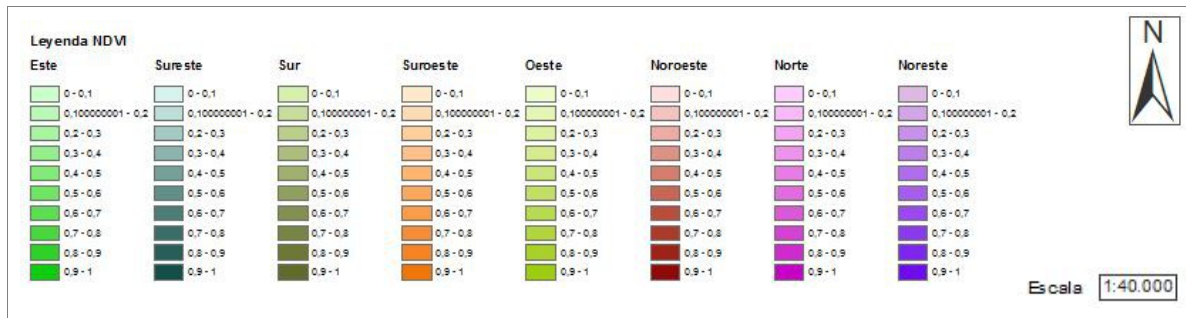 Leyenda NDVI
N
Este Sureste Sur Suroeste Oeste Noroeste Norte Noreste
0 - 0,1 0 - 0,1 0 - 0,1 0 - 0,1 0 - 0,1 0 - 0,1 0 - 0,1 0 - 0,1
0,100000001 - 0,2 0,100000001 - 0,2 0,100000001 - 0,2 0,100000001 - 0,2 0,100000001 - 0,2 0,100000001 - 0,2 0,100000001 - 0,2 0,100000001 - 0,2
0,2 - 0,3 0,2 - 0,3 0,2 - 0,3 0,2 - 0,3 0,2 - 0,3 0,2 - 0,3 0,2 - 0,3 0,2 - 0,3
0,3 - 0,4 0,3 - 0,4 0,3 - 0,4 0,3 - 0,4 0,3 - 0,4 0,3 - 0,4 0,3 - 0,4 0,3 - 0,4
0,4 - 0,5 0,4 - 0,5 0,4 - 0,5 0,4 - 0,5 0,4 - 0,5 0,4 - 0,5 0,4 - 0,5 0,4 - 0,5
0,5 - 0,6 0,5 - 0,6 0,5 - 0,6 0,5 - 0,6 0,5 - 0,6 0,5 - 0,6 0,5 - 0,6 0,5 - 0,6
0,6 - 0,7 0,6 - 0,7 0,6 - 0,7 0,6 - 0,7 0,6 - 0,7 0,6 - 0,7 0,6 - 0,7 0,6 - 0,7
0,7 - 0,8 0,7 - 0,8 0,7 - 0,8 0,7 - 0,8 0,7 - 0,8 0,7 - 0,8 0,7 - 0,8 0,7 - 0,8
0,8 - 0,9 0,8 - 0,9 0,8 - 0,9 0,8 - 0,9 0,8 - 0,9 0,8 - 0,9 0,8 - 0,9 0,8 - 0,9
0,9 - 1 0,9 - 1 0,9 - 1 0,9 - 1 0,9 - 1 0,9 - 1 0,9 - 1 0,9 - 1
Escala 1:40.000